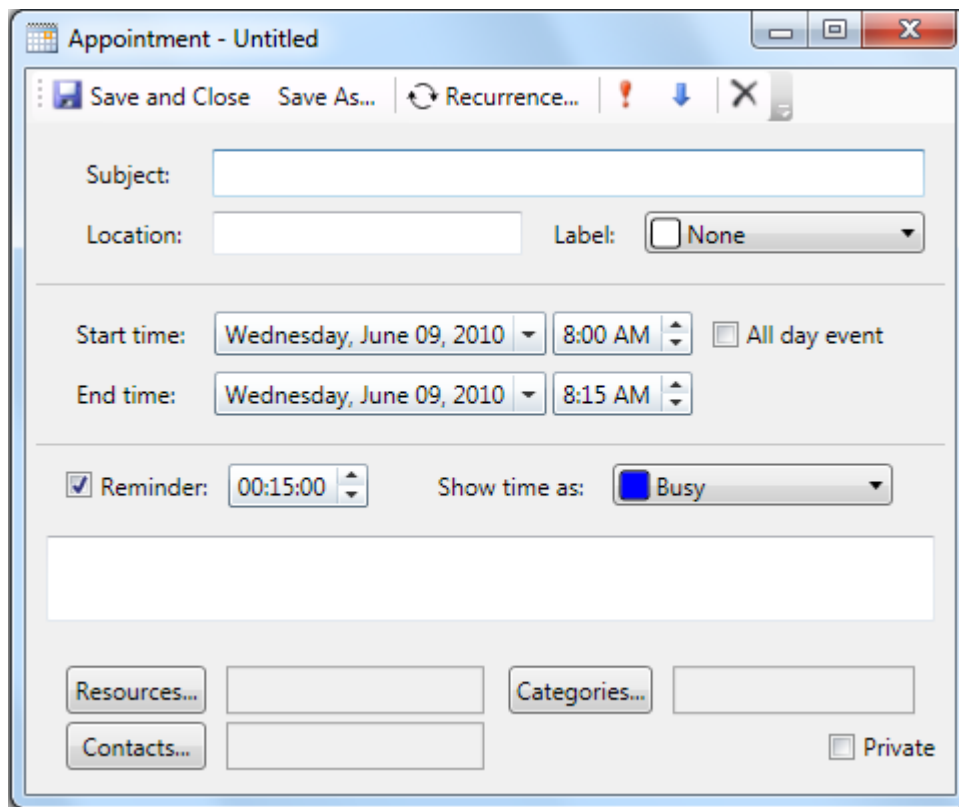 Appointment - Untitled
Save and Close Save As... Recurrence...
Subject:
Location: Label: None
Start time: Wednesday, June 09, 2010 8:00 AM All day event
End time: Wednesday, June 09, 2010 8:15 AM
Reminder: 00:15:00 Show time as: Busy
Resources... Categories...
Contacts... Private